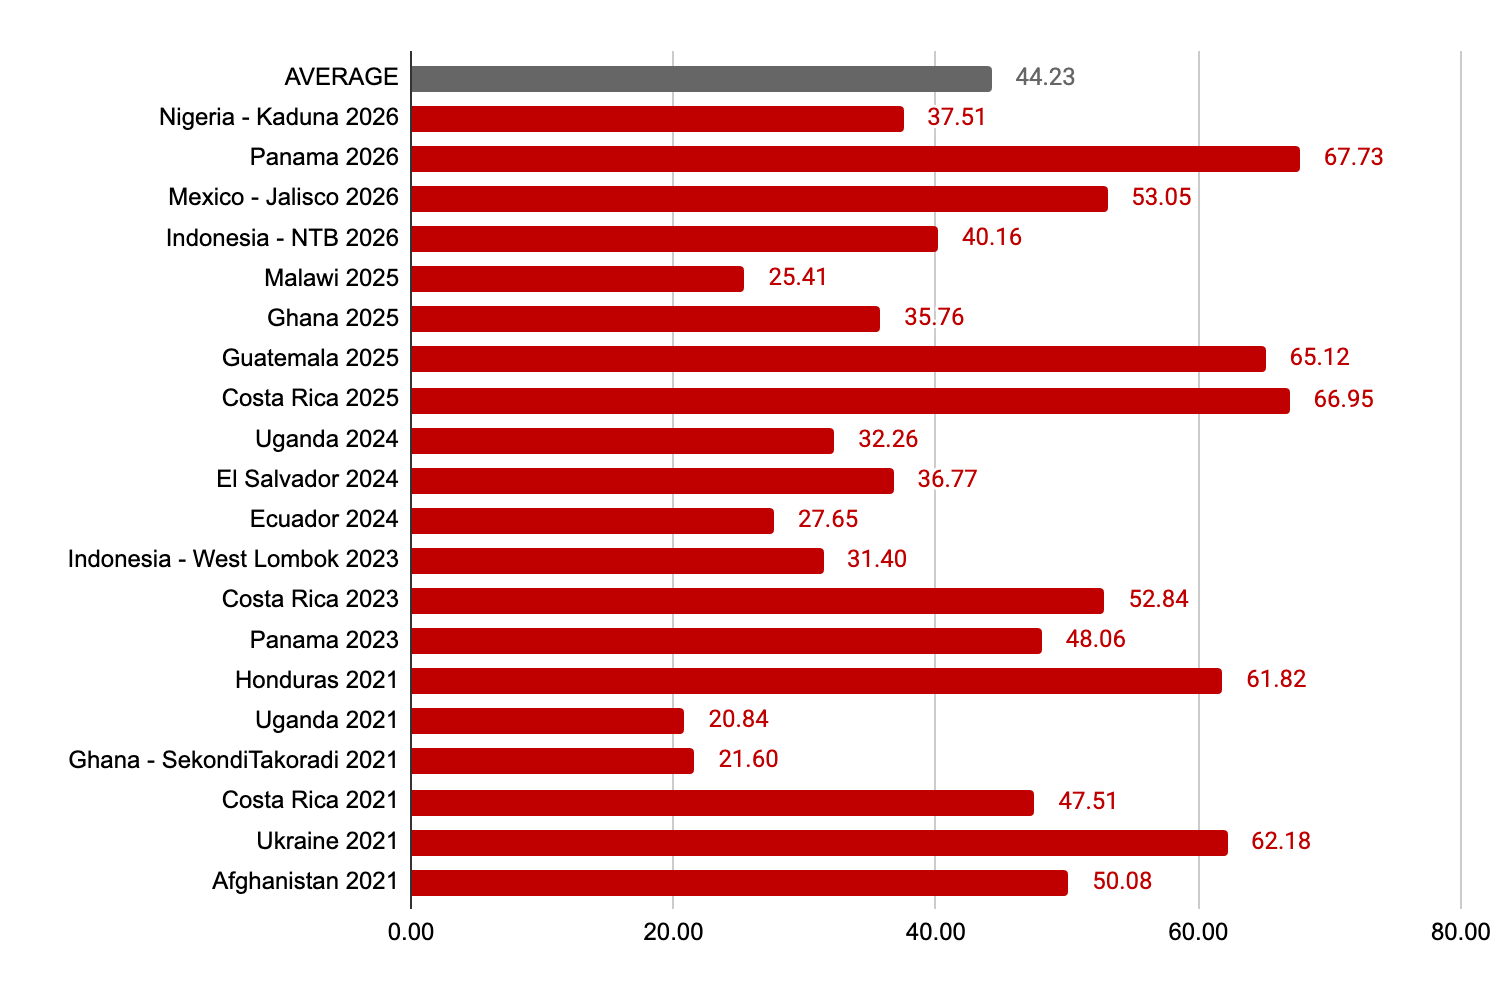 AVERAGE 44.23
Nigeria - Kaduna 2026 37.51
Panama 2026 67.73
Mexico - Jalisco 2026 53.05
Indonesia - NTB 2026 40.16
Malawi 2025 25.41
Ghana 2025 35.76
Guatemala 2025 65.12
Costa Rica 2025 66.95
Uganda 2024 32.26
El Salvador 2024 36.77
Ecuador 2024 27.65
Indonesia - West Lombok 2023 31.40
Costa Rica 2023 52.84
Panama 2023 48.06
Honduras 2021 61.82
Uganda 2021 20.84
Ghana - SekondiTakoradi 2021 21.60
Costa Rica 2021 47.51
Ukraine 2021 62.18
Afghanistan 2021 50.08
0.00 20.00 40.00 60.00 80.00